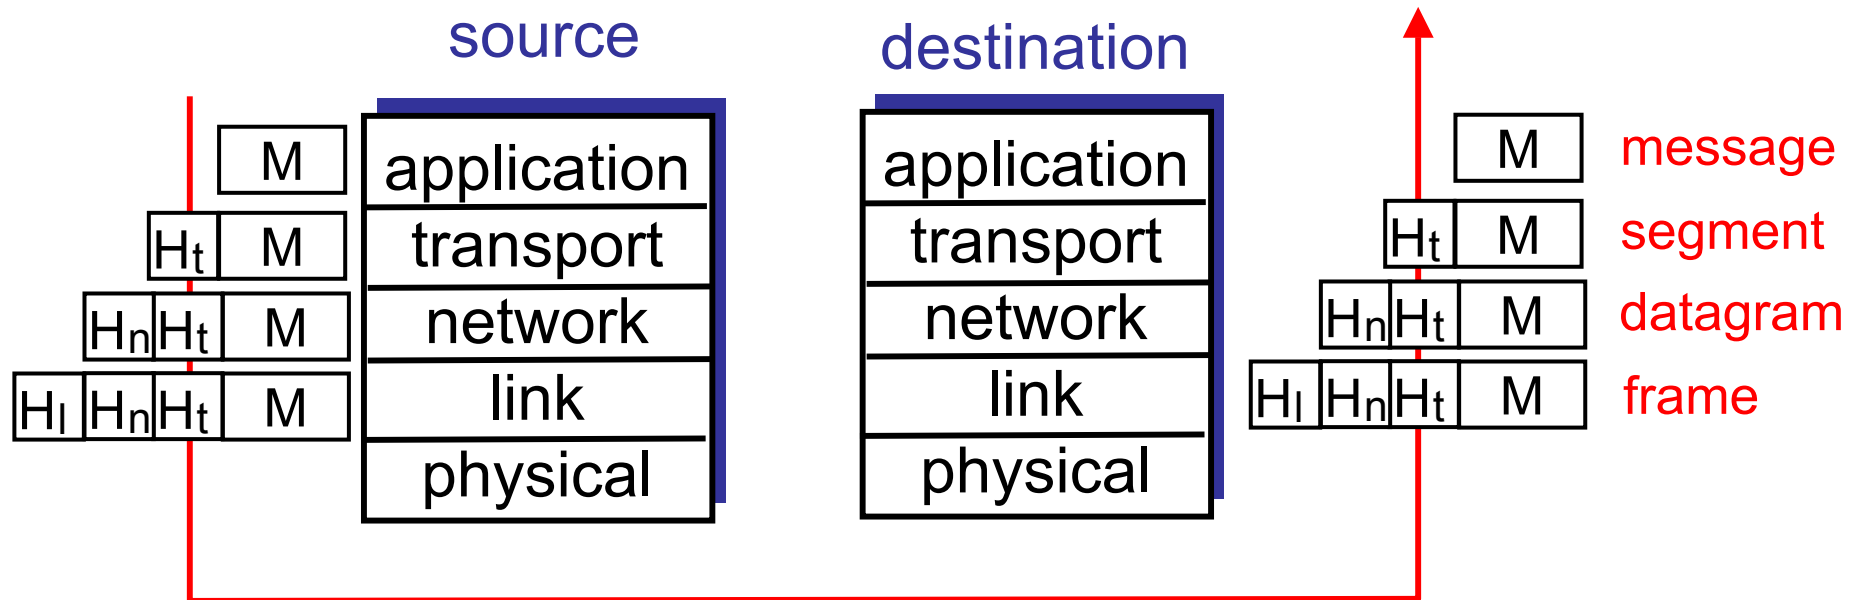 source destination
M application application M message
Ht M transport transport Ht M segment
Hn Ht M network network Hn Ht M datagram
Hl Hn Ht M link link Hl Hn Ht M frame
physical physical